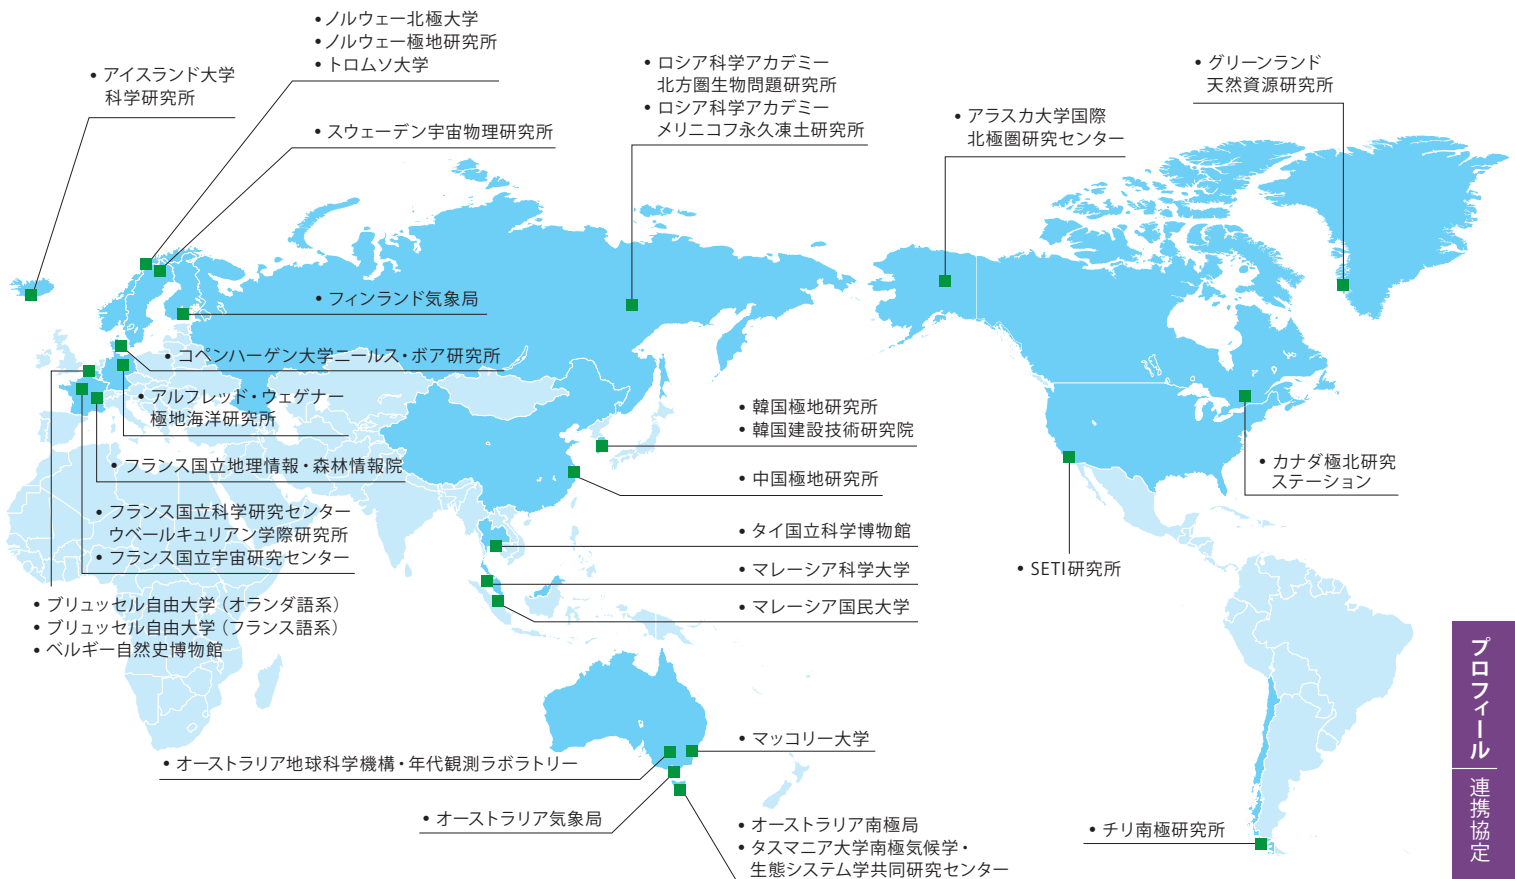 • ノルウェー北極大学
• ノルウェー極地研究所
• トロムソ大学
• アイスランド大学
科学研究所
• スウェーデン宇宙物理研究所
• ロシア科学アカデミー
北方圏生物問題研究所
• ロシア科学アカデミー
メリニコフ永久凍土研究所
• アラスカ大学国際
北極圏研究センター
• グリーンランド
天然資源研究所
• フィンランド気象局
• コペンハーゲン大学ニールス・ボア研究所
• アルフレッド・ウェゲナー
極地海洋研究所
• フランス国立地理情報・森林情報院
• フランス国立科学研究センター
ウベールキュリアン学際研究所
• フランス国立宇宙研究センター
• ブリュッセル自由大学（オランダ語系）
• ブリュッセル自由大学（フランス語系）
• ベルギー自然史博物館
• 韓国極地研究所
• 韓国建設技術研究院
• 中国極地研究所
• タイ国立科学博物館
• マレーシア科学大学
• マレーシア国民大学
• カナダ極北研究
ステーション
• SETI研究所
• マッコリー大学
• オーストラリア地球科学機構・年代観測ラボラトリー
• オーストラリア気象局
• オーストラリア南極局
• タスマニア大学南極気候学・
生態システム学共同研究センター
• チリ南極研究所
プロフィール
連携協定